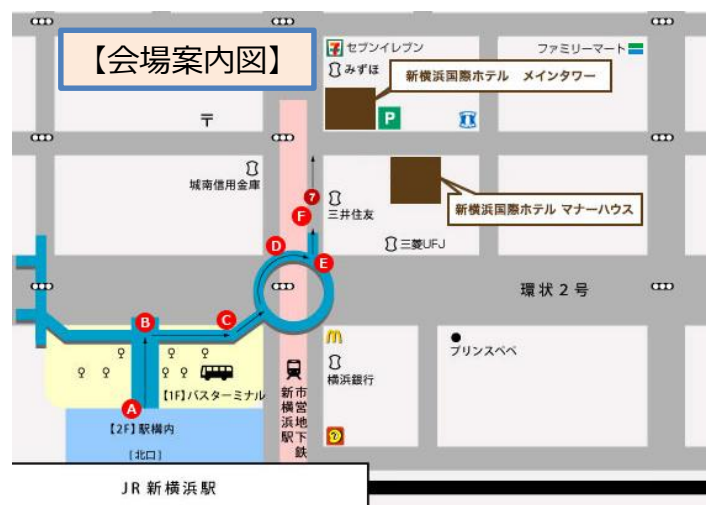 【会場案内図】
セブンイレブン
ファミリーマート
みずほ
新横浜国際ホテル メインタワー
〒
P
城南信用金庫
7
F
三井住友
新横浜国際ホテル マナーハウス
三菱UFJ
D
E
環状2号
B
C
プリンスペペ
横浜銀行
【1F】バスターミナル
A
【2F】駅構内
[北口]
市営地下鉄
新横浜駅
?
JR 新横浜駅